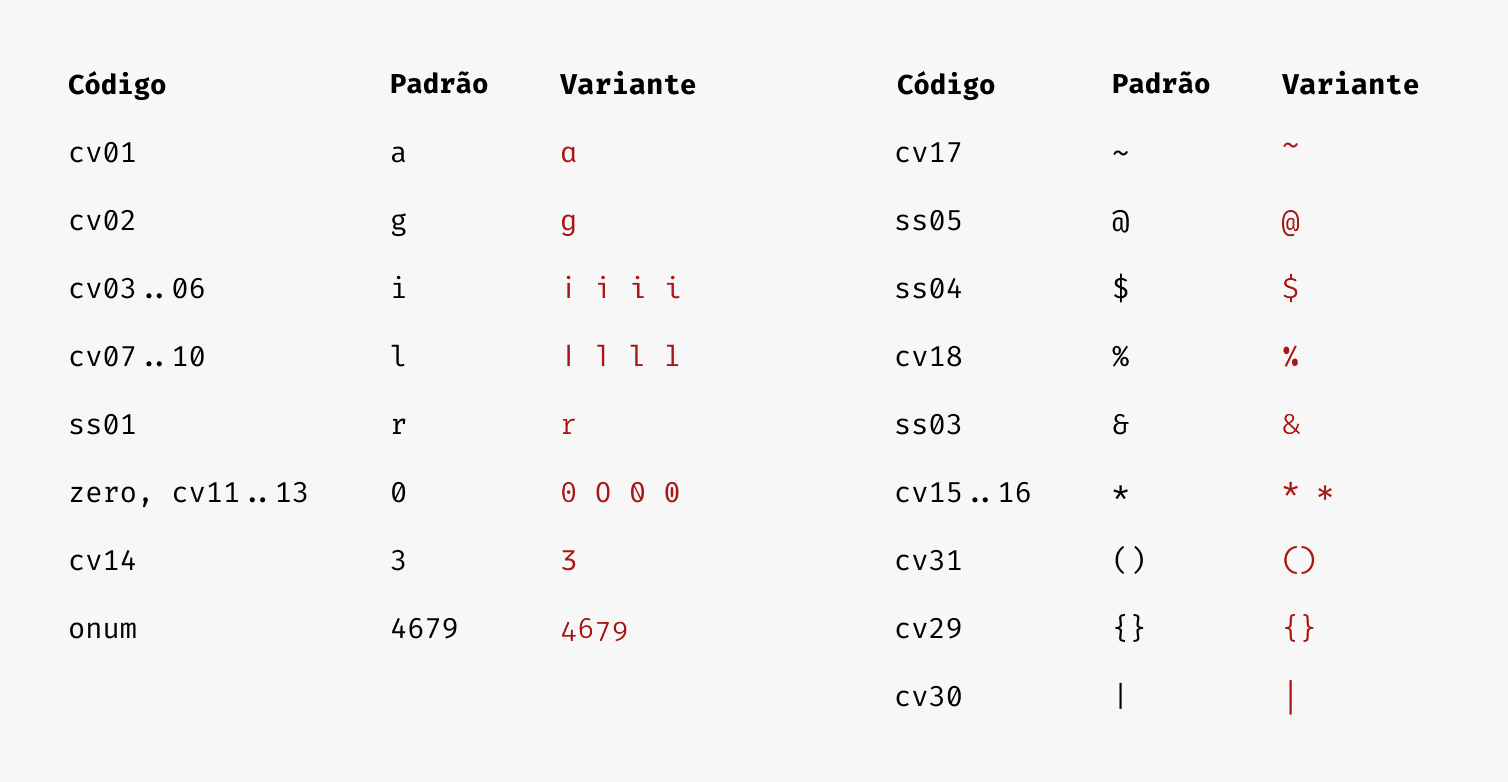 Código Padrão Variante
cv01 a a
cv02 g g
cv03..06 i i i i i
cv07..10 l l l l l
ss01 r r
zero, cv11..13 0 0 0 0 0
cv14 3 3
onum 4679 4679
Código Padrão Variante
cv17 ~ ~
ss05 @ @
ss04 $ $
cv18 % %
ss03 & &
cv15..16 * * *
cv31 () ()
cv29 {} {}
cv30 | |